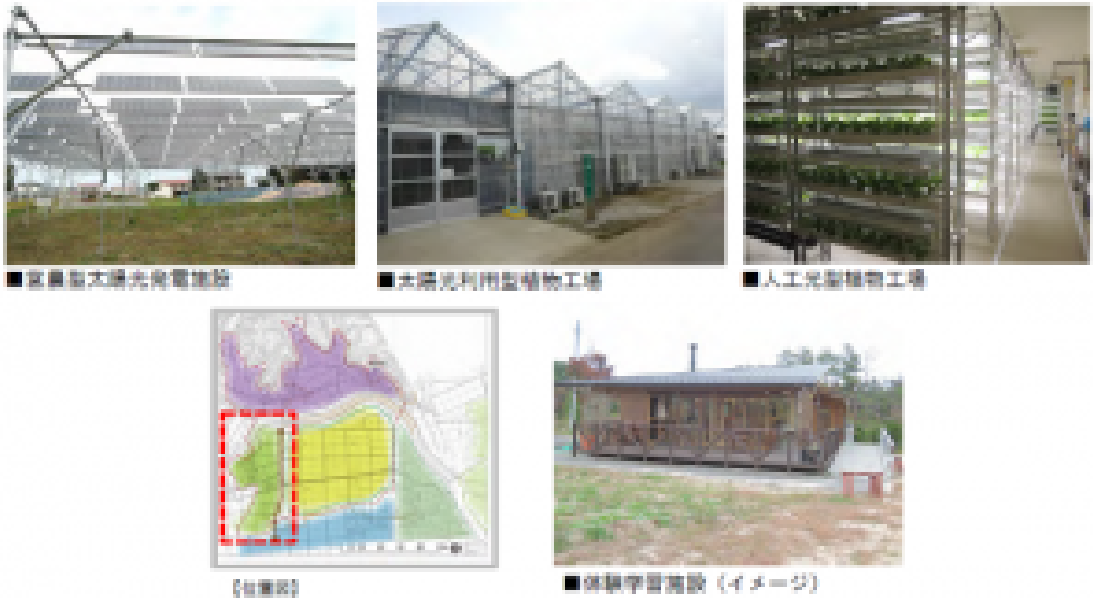 ■営農型太陽光発電施設
■太陽光利用型植物工場
■人工光型植物工場
【位置図】
■体験学習施設（イメージ）